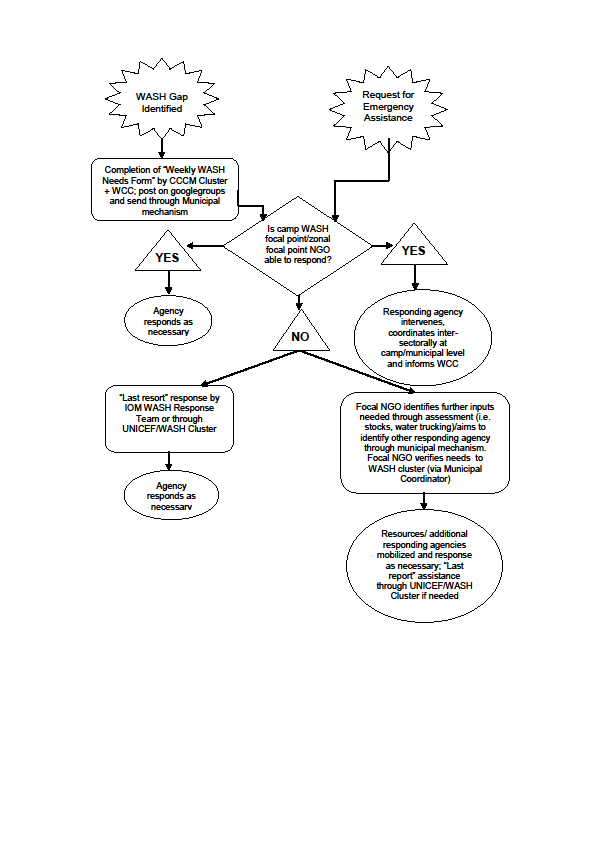 WASH Gap
Identified
Request for
Emergency
Assistance
Completion of “Weekly WASH
Needs Form” by CCCM Cluster
+ WCC; post on googlegroups
and send through Municipal
mechanism
Is camp WASH
focal point/zonal
focal point NGO
able to respond?
YES
YES
Agency
responds as
necessary
Responding agency
intervenes,
coordinates inter-
sectorally at
camp/municipal level
and informs WCC
NO
“Last resort” response by
IOM WASH Response
Team or through
UNICEF/WASH Cluster
Focal NGO identifies further inputs
needed through assessment (i.e.
stocks, water trucking)/aims to
identify other responding agency
through municipal mechanism.
Focal NGO verifies needs to
WASH cluster (via Municipal
Coordinator)
Agency
responds as
necessary
Resources/ additional
responding agencies
mobilized and response
as necessary; “Last
report” assistance
through UNICEF/WASH
Cluster if needed